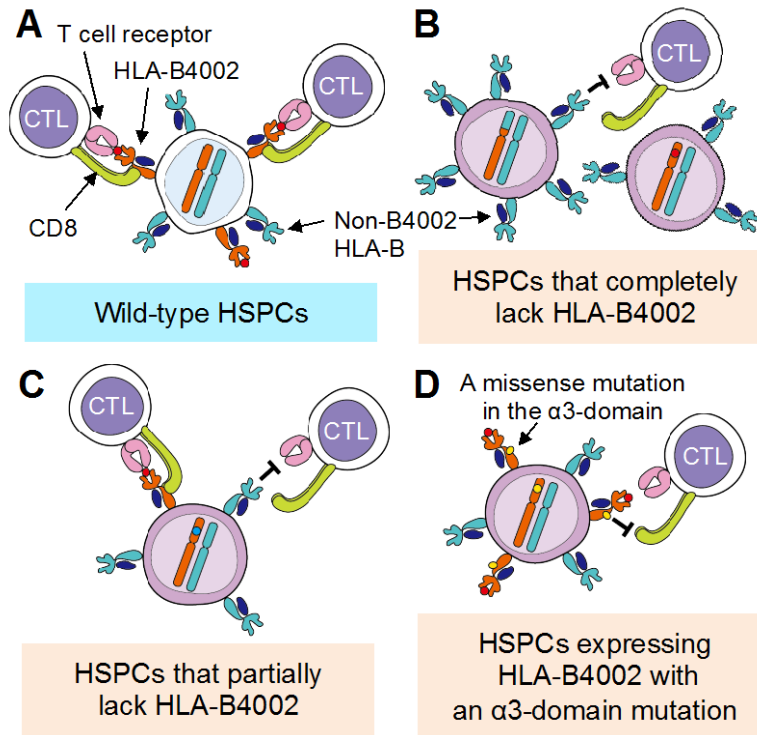 A
T cell receptor
HLA-B4002
CTL
CTL
CD8
Non-B4002
HLA-B
Wild-type HSPCs
B
CTL
HSPCs that completely
lack HLA-B4002
C
CTL
CTL
HSPCs that partially
lack HLA-B4002
D
A missense mutation
in the α3-domain
CTL
HSPCs expressing
HLA-B4002 with
an α3-domain mutation